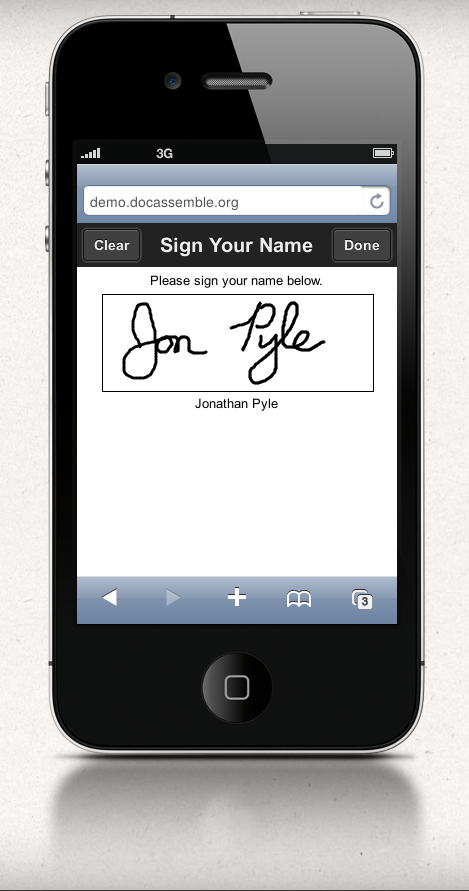 3G
demo.docassemble.org
Clear Sign Your Name Done
Please sign your name below.
Jon Pyle
Jonathan Pyle
3